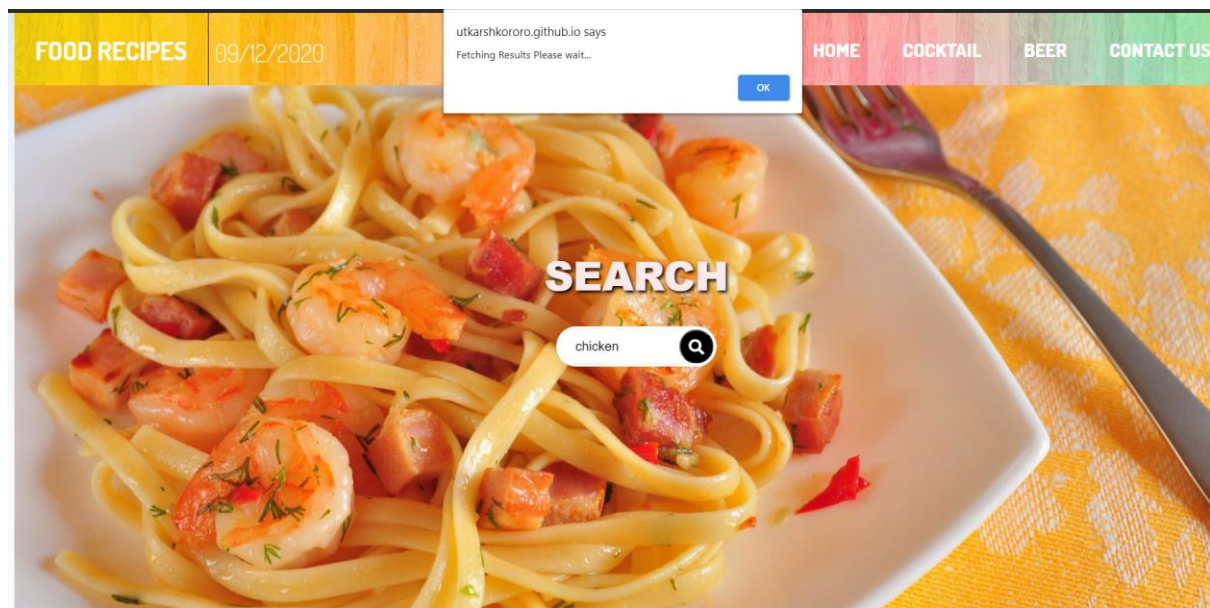 utkarshkororo.github.io says
Fetching Results Please wait...
OK
FOOD RECIPES 09/12/2020 HOME COCKTAIL BEER CONTACT US
SEARCH
chicken